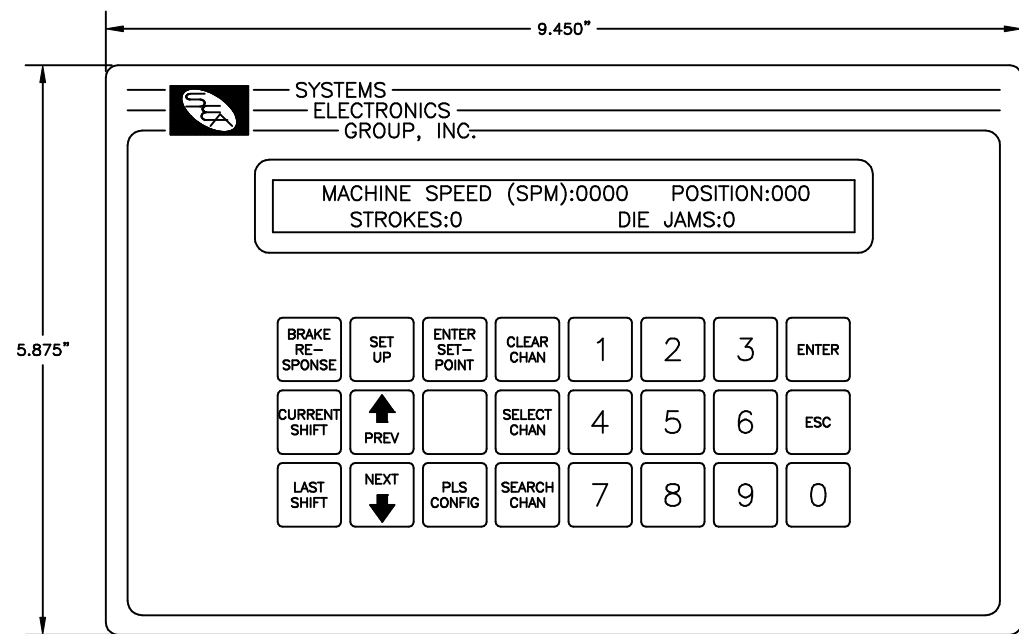 9.450"
SYSTEMS
ELECTRONICS
GROUP, INC.
SEA
MACHINE SPEED (SPM):0000 POSITION:000
STROKES:0 DIE JAMS:0
5.875"
BRAKE
RE-
SPONSE
SET
UP
ENTER
SET-
POINT
CLEAR
CHAN
1
2
3
ENTER
CURRENT
SHIFT
PREV
SELECT
CHAN
4
5
6
ESC
LAST
SHIFT
NEXT
PLS
CONFIG
SEARCH
CHAN
7
8
9
0